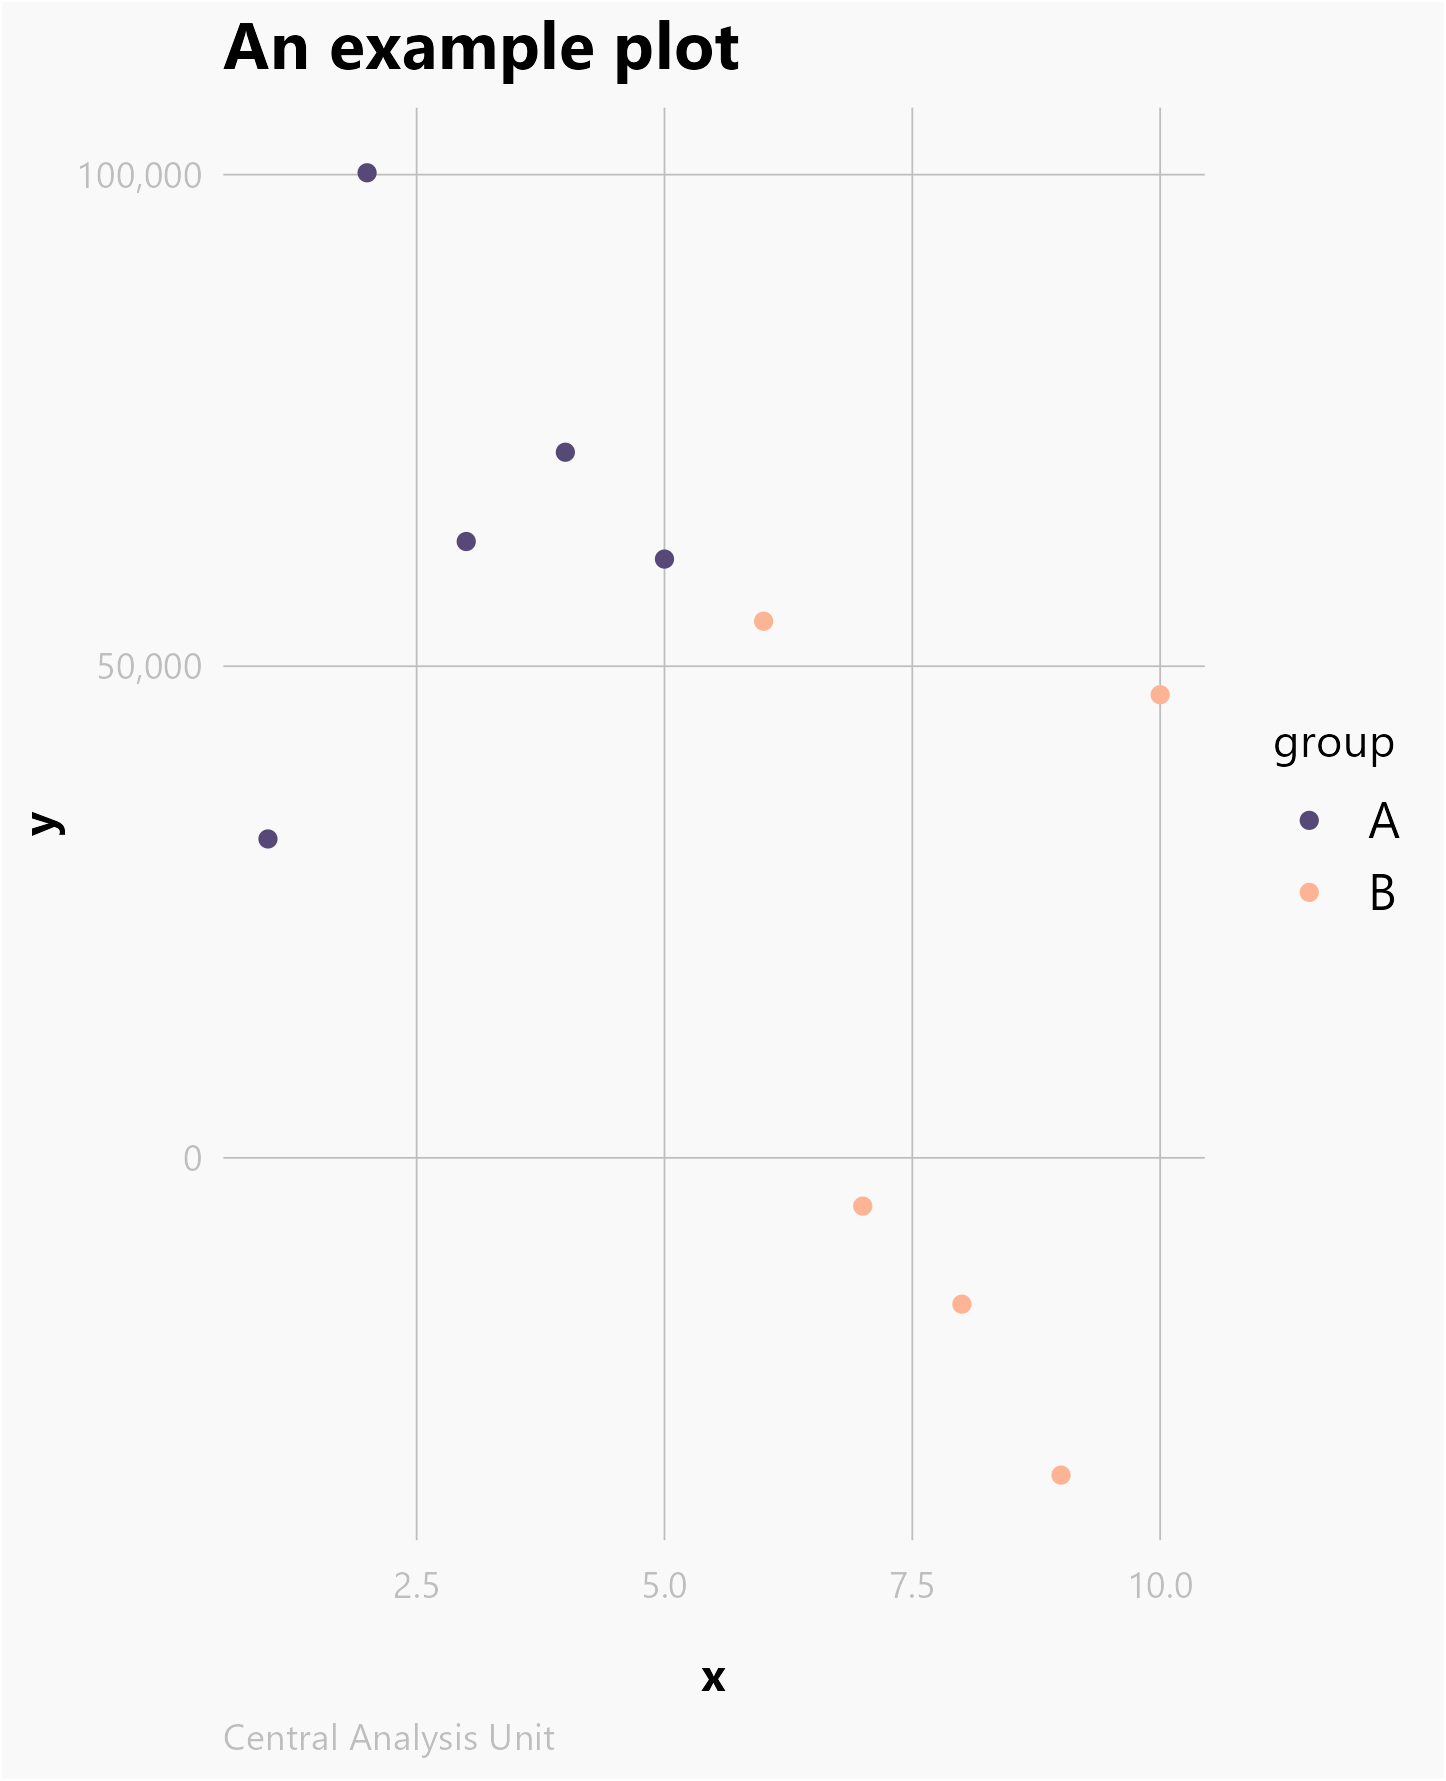 An example plot
100,000
50,000
0
y
group
A
B
2.5 5.0 7.5 10.0
x
Central Analysis Unit